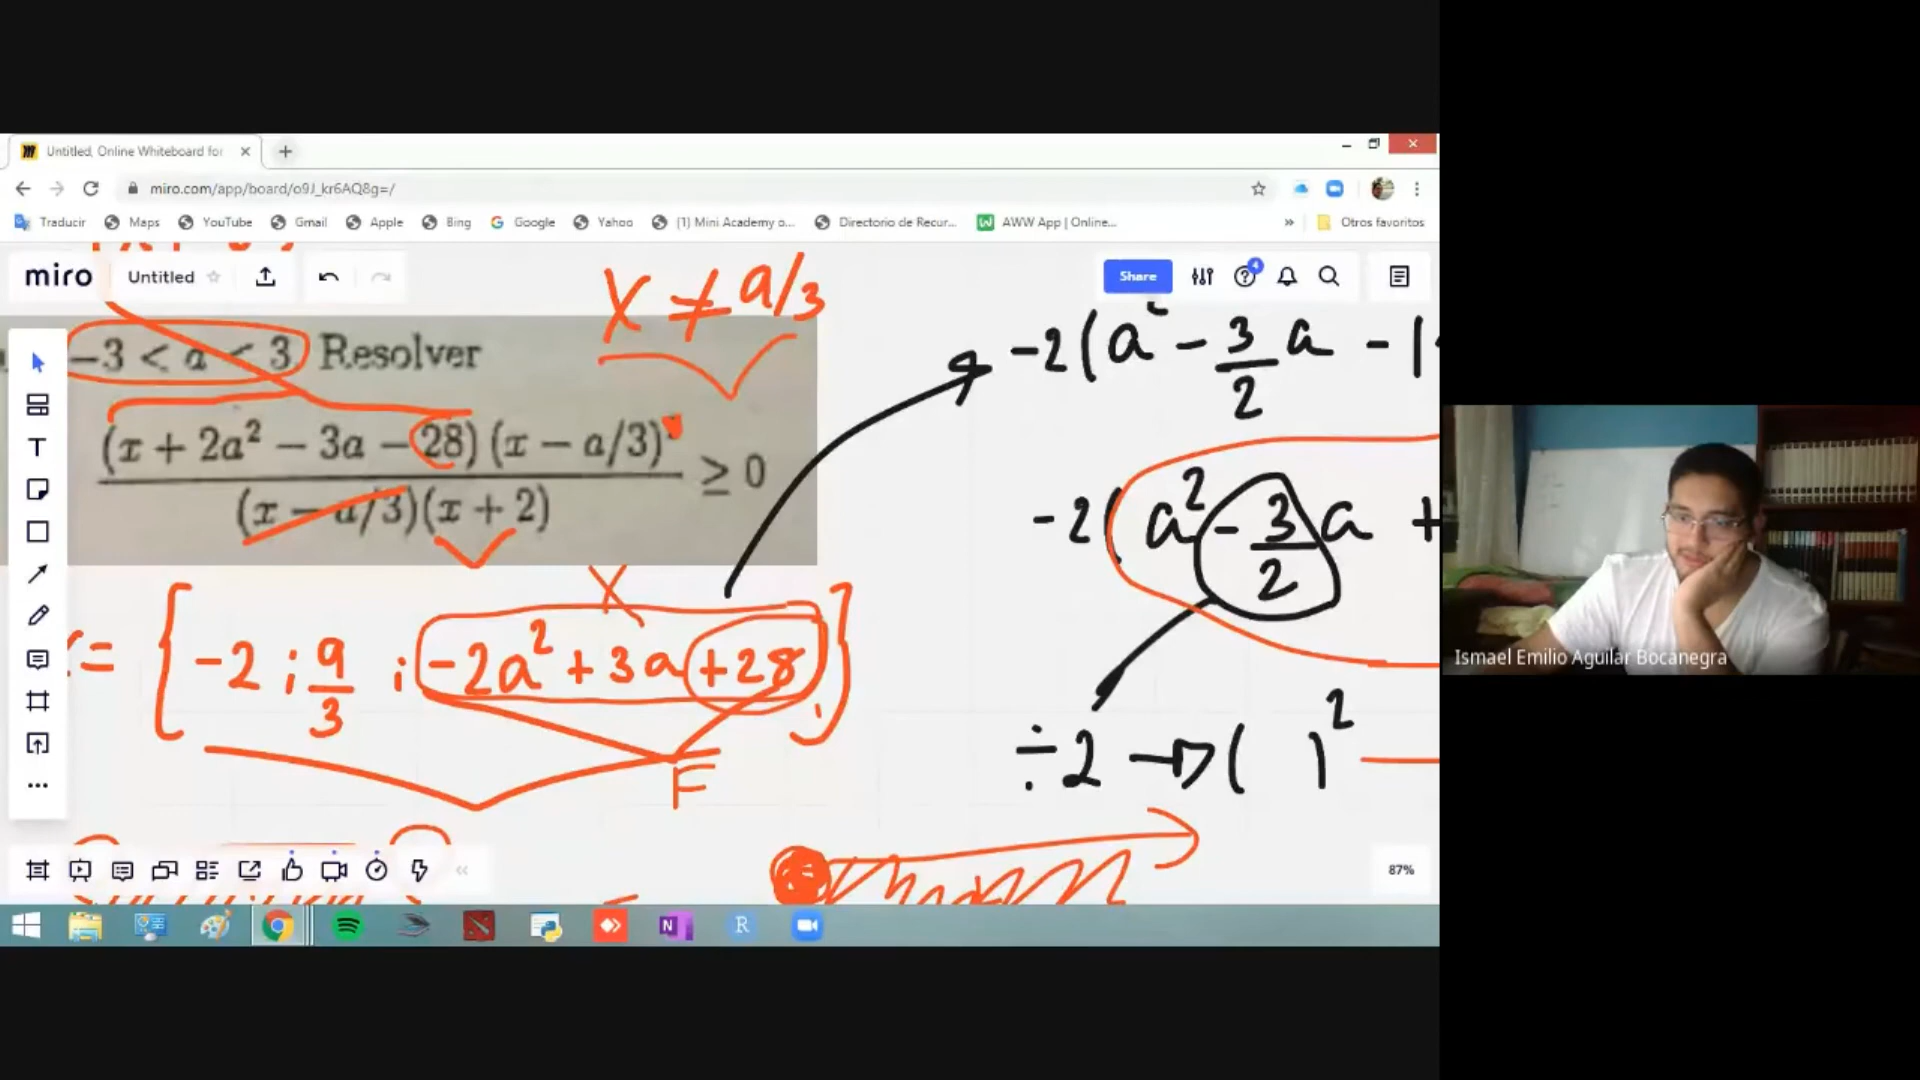 Untitled, Online Whiteboard for
miro.com/app/board/o9J_kr6AQ8g=/
Traducir Maps YouTube Gmail Apple Bing Google Yahoo (1) Mini Academy o... Directorio de Recur... AWW App | Online... » Otros favoritos
miro Untitled
Share 4
x ≠ a/3
-3 < a < 3 Resolver
(x + 2a² − 3a − 28) (x − a/3)
(x − a/3)(x + 2)
≥ 0
-2(a² - 3/2 a - 1
-2(a² - 3/2 a +
x
= { -2 ; a/3 ; -2a² + 3a + 28 }
F
÷2 → ( )²
87%
Ismael Emilio Aguilar Bocanegra